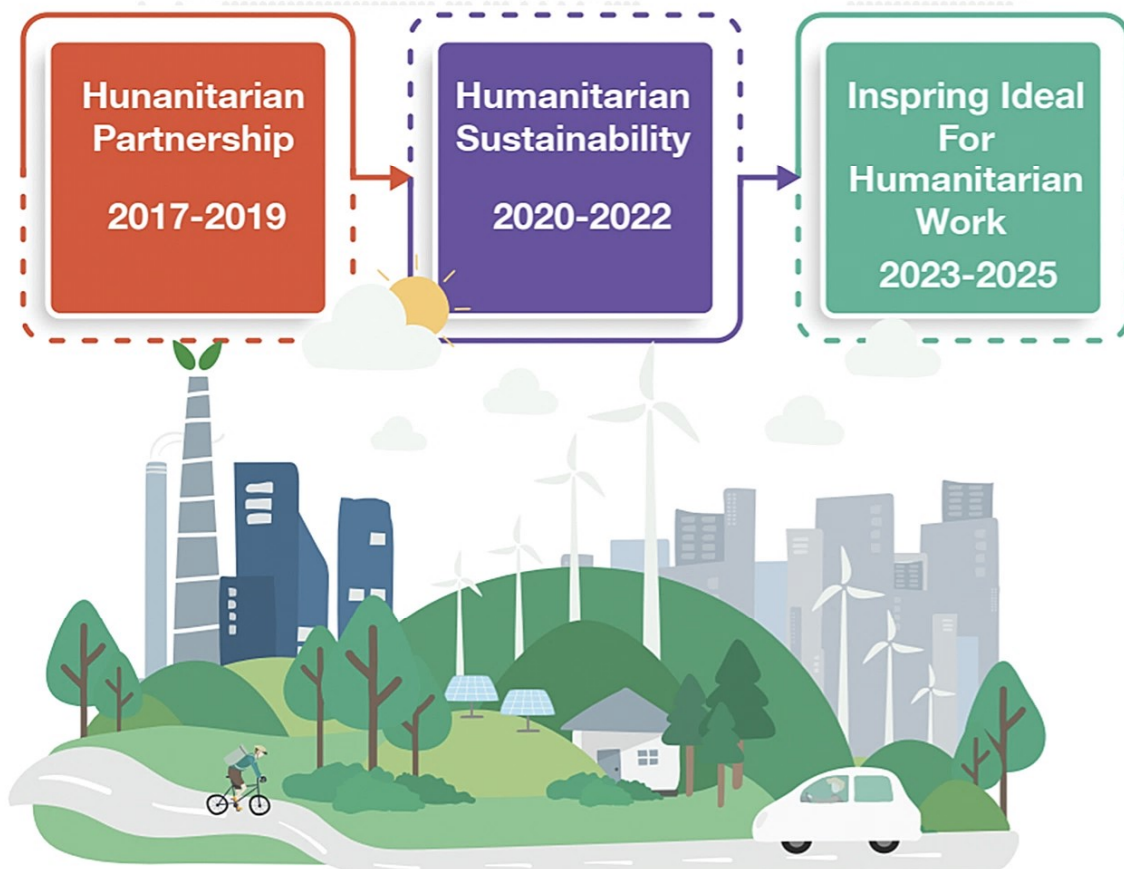 Hunanitarian
Partnership
2017-2019
Humanitarian
Sustainability
2020-2022
Inspring Ideal
For
Humanitarian
Work
2023-2025